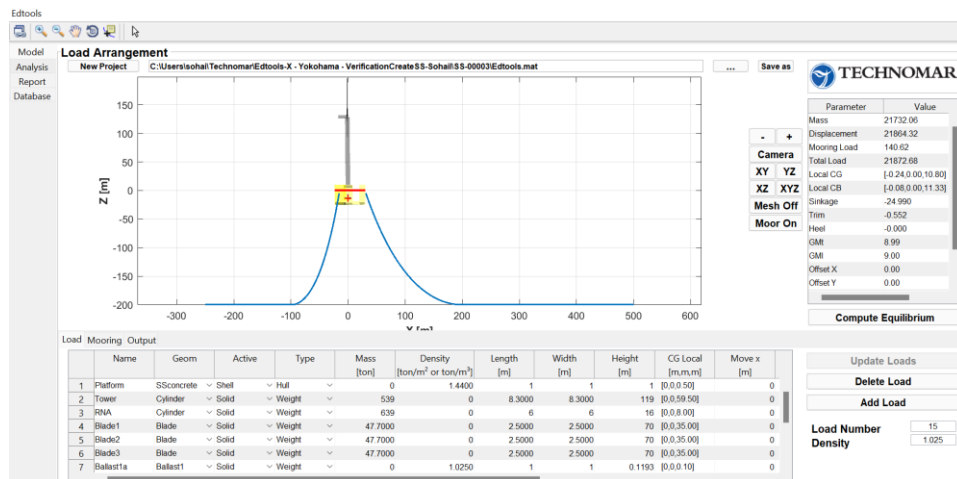 Edtools
Model
Analysis
Report
Database
Load Arrangement
New Project C:\Users\sohai\Technomar\Edtools-X - Yokohama - VerificationCreateSS-Sohail\SS-00003\Edtools.mat ... Save as
TECHNOMAR
Z [m]
150
100
50
0
-50
-100
-150
-200
-300 -200 -100 0 100 200 300 400 500 600
- +
Camera
XY YZ
XZ XYZ
Mesh Off
Moor On
Parameter Value
Mass 21732.06
Displacement 21864.32
Mooring Load 140.62
Total Load 21872.68
Local CG [-0.24,0.00,10.80]
Local CB [-0.08,0.00,11.33]
Sinkage -24.990
Trim -0.552
Heel -0.000
GMt 8.99
GMl 9.00
Offset X 0.00
Offset Y 0.00
Compute Equilibrium
Load Mooring Output
Name Geom Active Type Mass [ton] Density [ton/m² or ton/m³] Length [m] Width [m] Height [m] CG Local [m,m,m] Move x [m]
1 Platform SSconcrete Shell Hull 0 1.4400 1 1 1 [0,0,0.50] 0
2 Tower Cylinder Solid Weight 539 0 8.3000 8.3000 119 [0,0,59.50] 0
3 RNA Cylinder Solid Weight 639 0 6 6 16 [0,0,8.00] 0
4 Blade1 Blade Solid Weight 47.7000 0 2.5000 2.5000 70 [0,0,35.00] 0
5 Blade2 Blade Solid Weight 47.7000 0 2.5000 2.5000 70 [0,0,35.00] 0
6 Blade3 Blade Solid Weight 47.7000 0 2.5000 2.5000 70 [0,0,35.00] 0
7 Ballast1a Ballast1 Solid Weight 0 1.0250 1 1 0.1193 [0,0,0.10] 0
Update Loads
Delete Load
Add Load
Load Number 15
Density 1.025